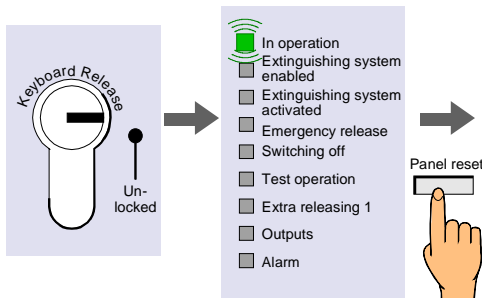 Keyboard Release
Un-
locked
In operation
Extinguishing system
enabled
Extinguishing system
activated
Emergency release
Switching off
Test operation
Extra releasing 1
Outputs
Alarm
Panel reset